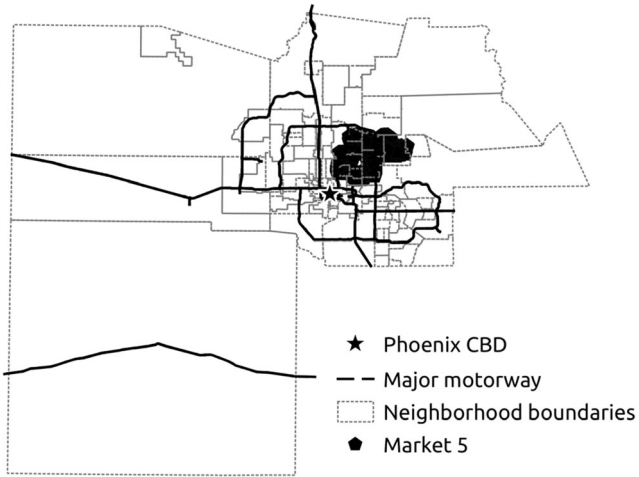 Phoenix CBD
Major motorway
Neighborhood boundaries
Market 5